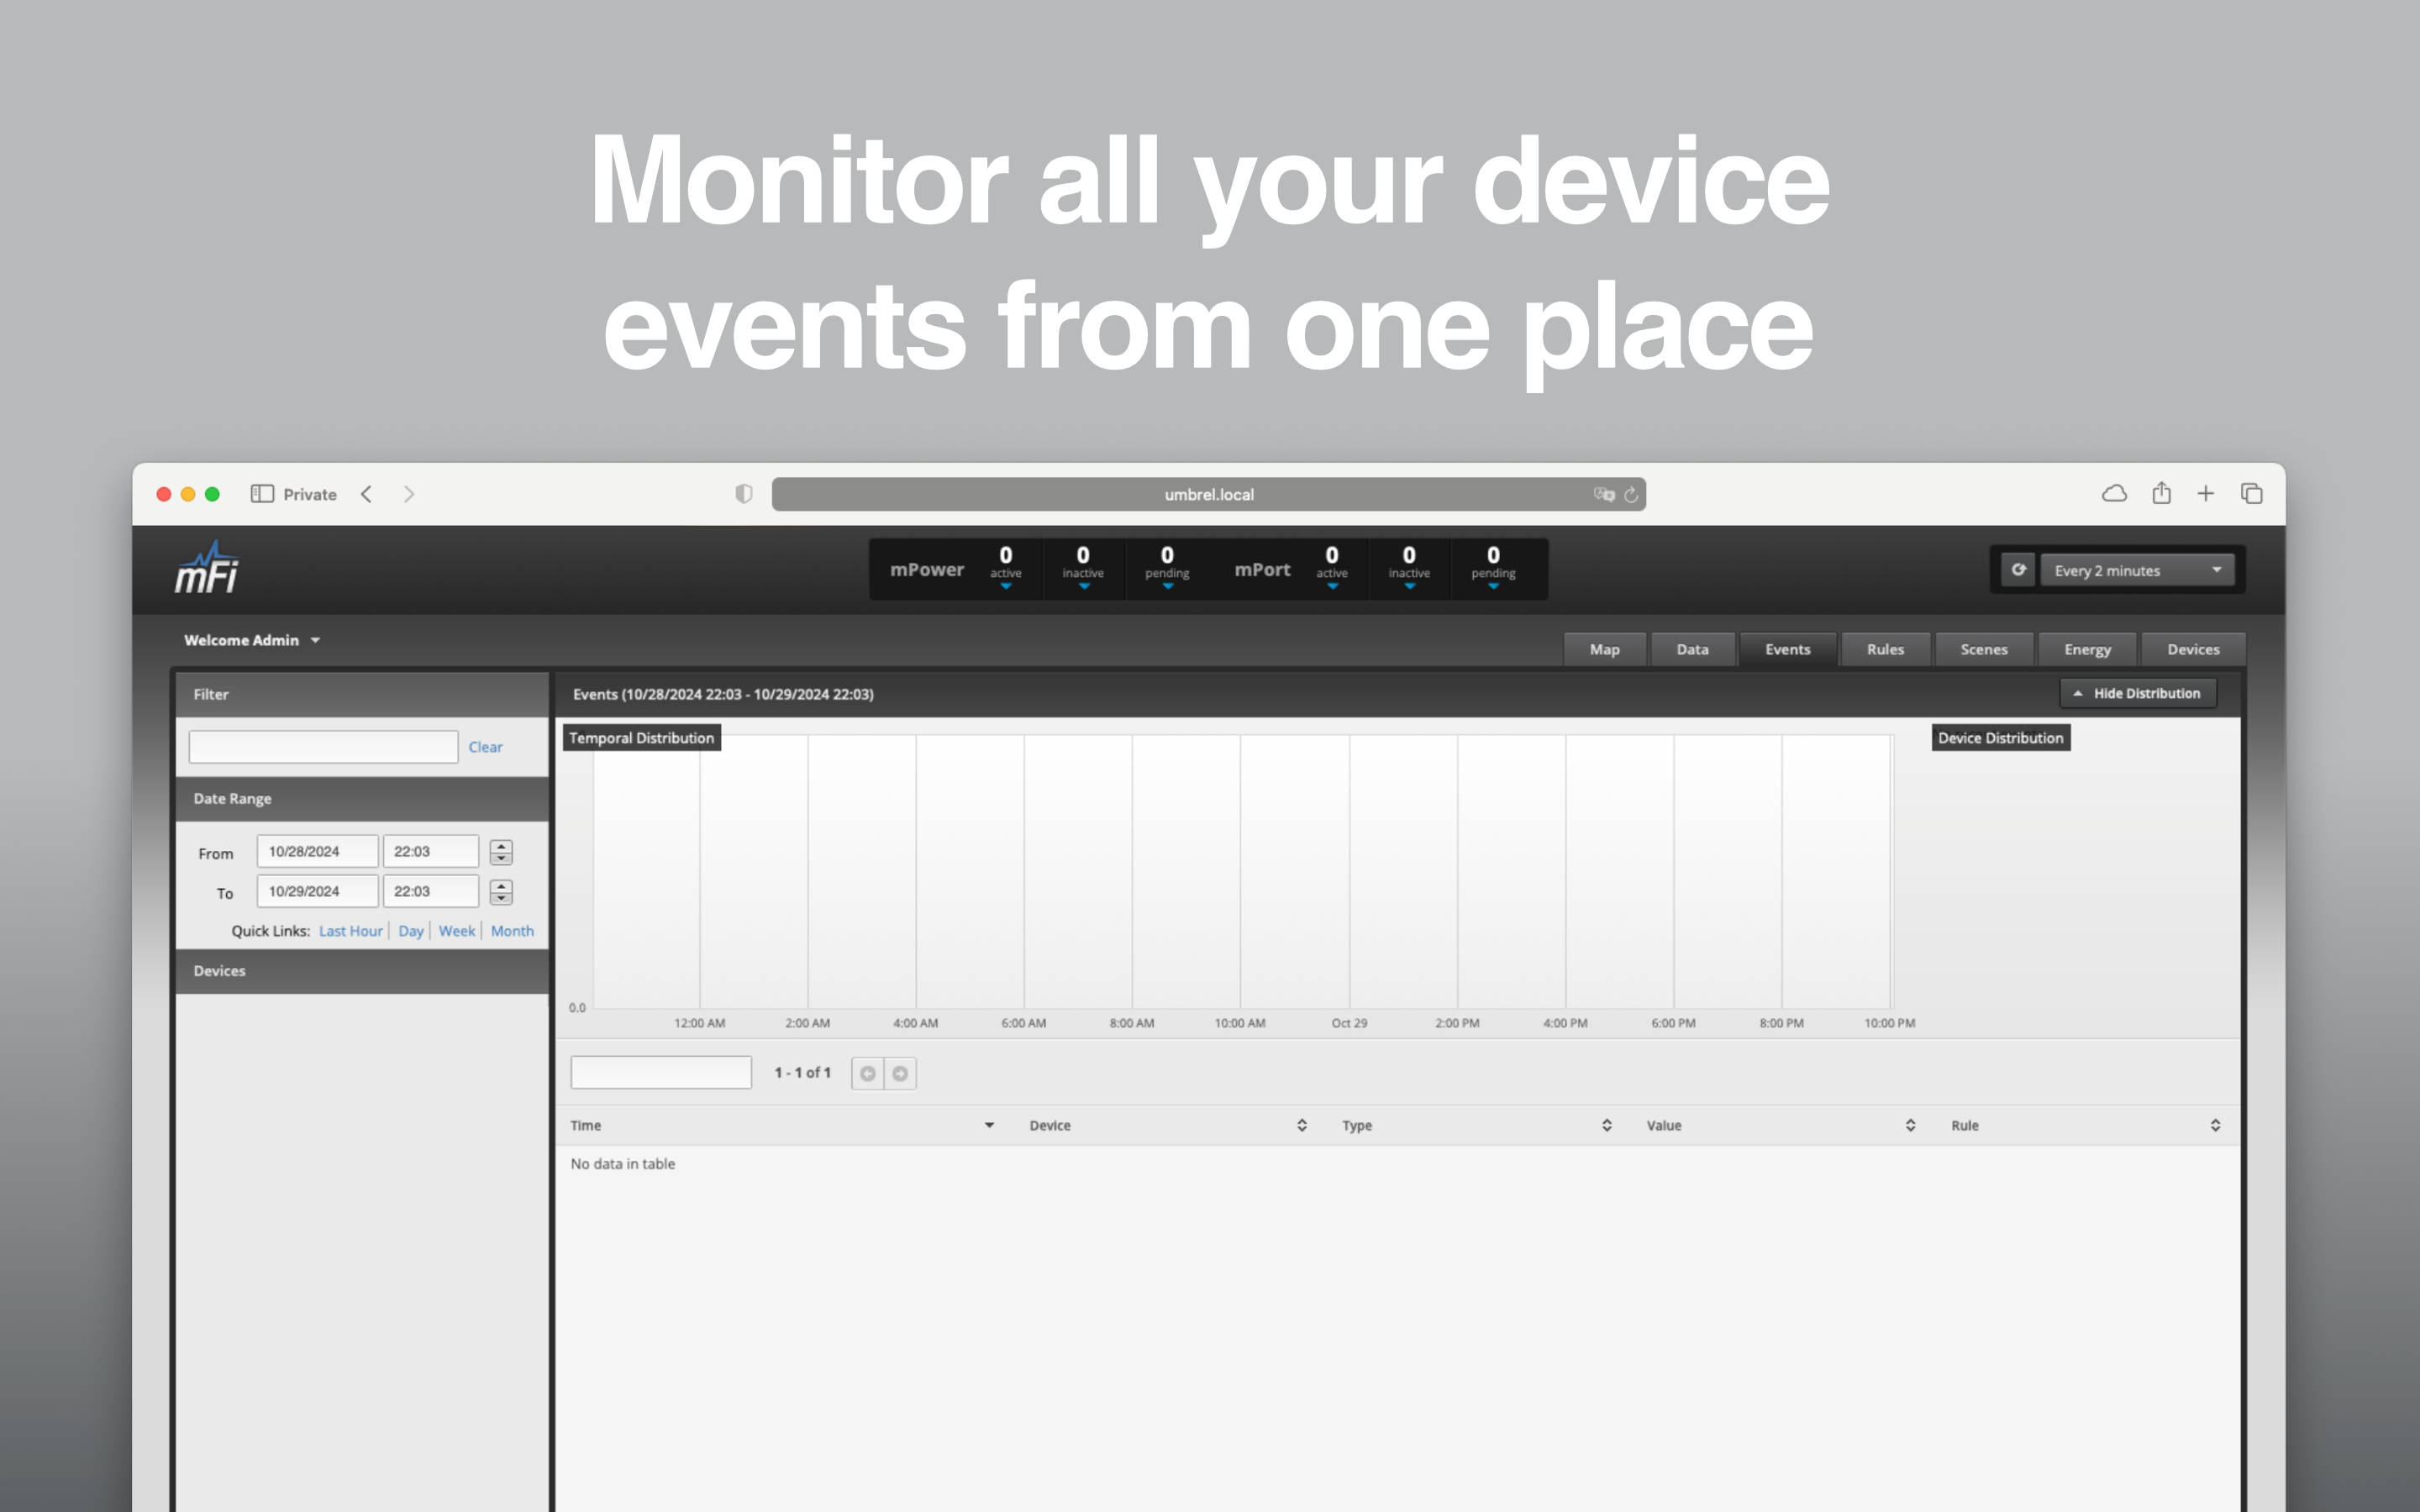 Monitor all your device
events from one place
Private
umbrel.local
mFi
mPower 0 active 0 inactive 0 pending mPort 0 active 0 inactive 0 pending
Every 2 minutes
Welcome Admin
Map Data Events Rules Scenes Energy Devices
Filter
Clear
Date Range
From 10/28/2024 22:03
To 10/29/2024 22:03
Quick Links: Last Hour Day Week Month
Devices
Events (10/28/2024 22:03 - 10/29/2024 22:03)
Hide Distribution
Temporal Distribution
Device Distribution
0.0
12:00 AM 2:00 AM 4:00 AM 6:00 AM 8:00 AM 10:00 AM Oct 29 2:00 PM 4:00 PM 6:00 PM 8:00 PM 10:00 PM
1 - 1 of 1
Time Device Type Value Rule
No data in table